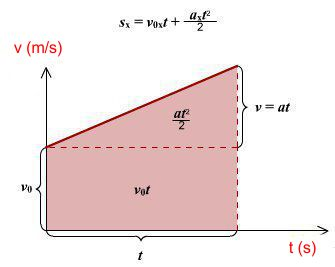 sₓ = v₀ₓt + aₓt²/2
v (m/s)
at²/2
v = at
v₀
v₀t
t (s)
t